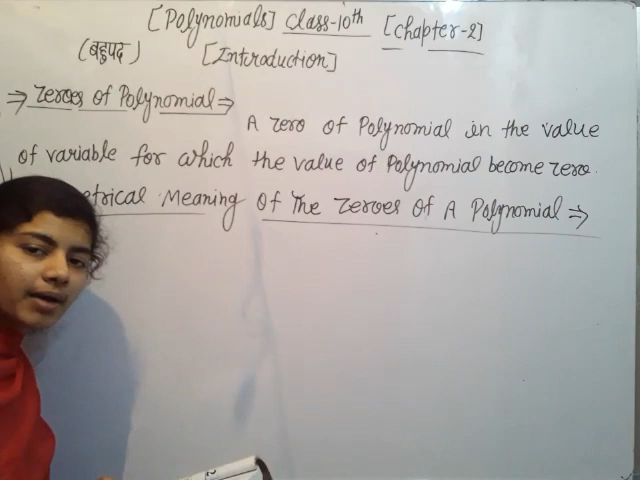 [Polynomials] Class-10th [Chapter-2]
(बहुपद) [Introduction]
⇒ Zeroes of Polynomial ⇒
A zero of Polynomial in the value
of variable for which the value of Polynomial become zero.
etrical Meaning Of The Zeroes Of A Polynomial ⇒